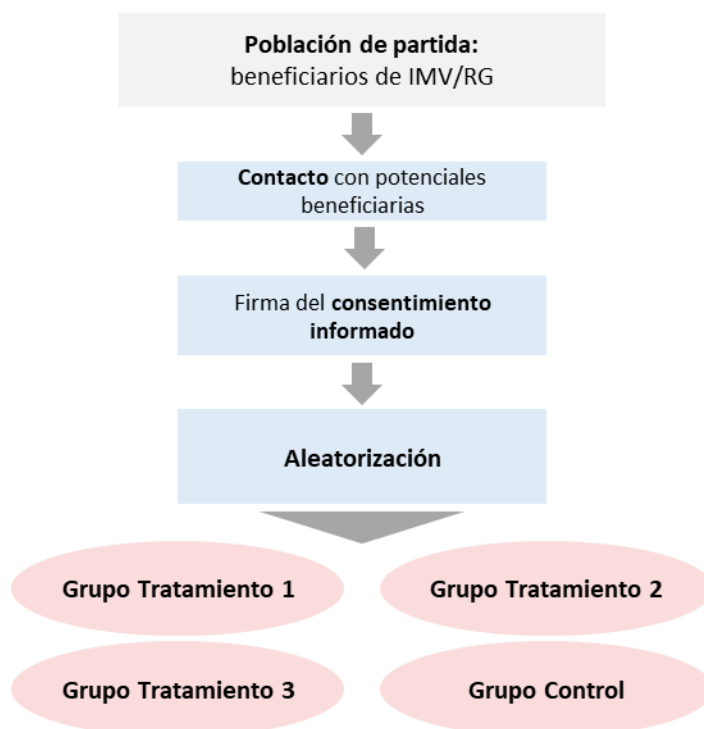 Población de partida:
beneficiarios de IMV/RG
Contacto con potenciales
beneficiarias
Firma del consentimiento
informado
Aleatorización
Grupo Tratamiento 1
Grupo Tratamiento 2
Grupo Tratamiento 3
Grupo Control